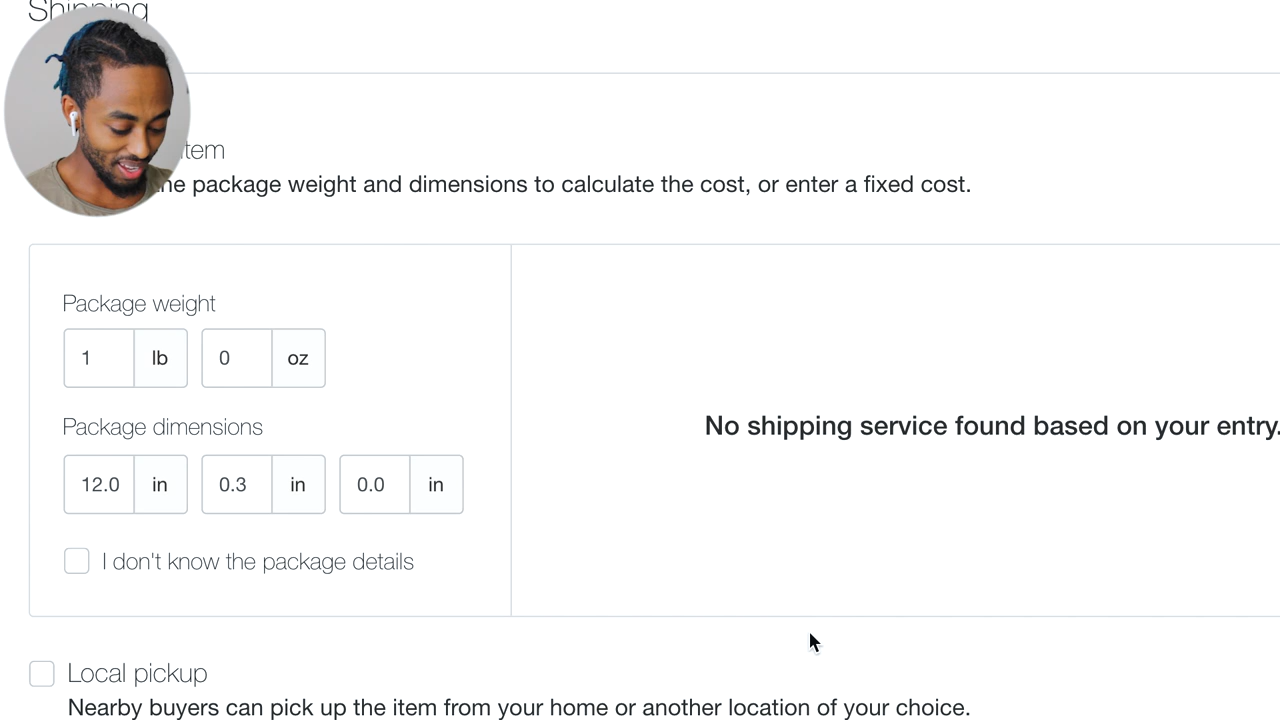 Shipping
item
the package weight and dimensions to calculate the cost, or enter a fixed cost.
Package weight
1 lb 0 oz
Package dimensions
12.0 in 0.3 in 0.0 in
No shipping service found based on your entry.
I don't know the package details
Local pickup
Nearby buyers can pick up the item from your home or another location of your choice.